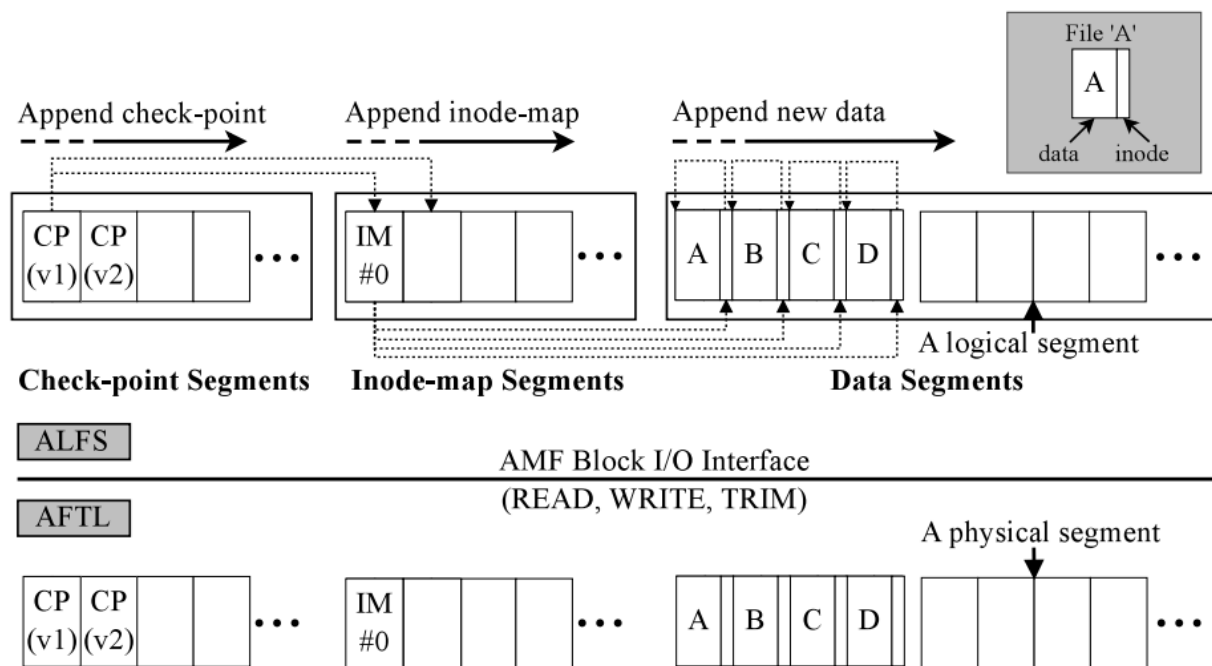 File 'A'
A
data
inode
Append check-point
Append inode-map
Append new data
CP
(v1)
CP
(v2)
•••
IM
#0
•••
A
B
C
D
•••
A logical segment
Check-point Segments
Inode-map Segments
Data Segments
ALFS
AMF Block I/O Interface
(READ, WRITE, TRIM)
AFTL
A physical segment
CP
(v1)
CP
(v2)
•••
IM
#0
•••
A
B
C
D
•••